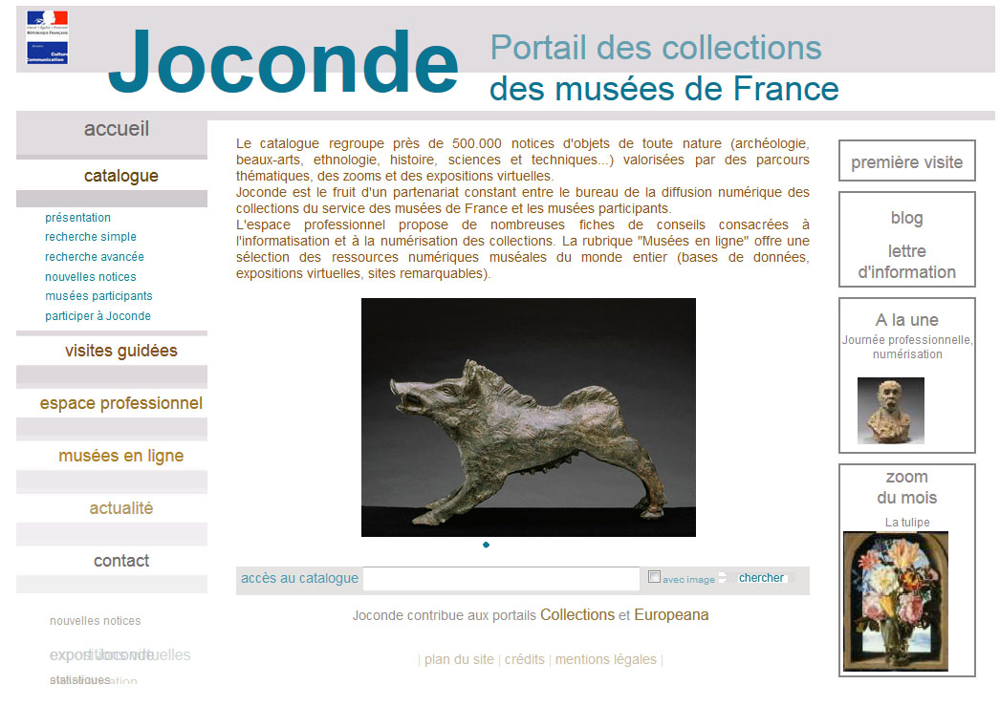 RÉPUBLIQUE FRANÇAISE
Culture
Communication
Joconde
Portail des collections
des musées de France
accueil
catalogue
présentation
recherche simple
recherche avancée
nouvelles notices
musées participants
participer à Joconde
visites guidées
espace professionnel
musées en ligne
actualité
contact
nouvelles notices
statistiques
Le catalogue regroupe près de 500.000 notices d'objets de toute nature (archéologie,
beaux-arts, ethnologie, histoire, sciences et techniques...) valorisées par des parcours
thématiques, des zooms et des expositions virtuelles.
Joconde est le fruit d'un partenariat constant entre le bureau de la diffusion numérique des
collections du service des musées de France et les musées participants.
L'espace professionnel propose de nombreuses fiches de conseils consacrées à
l'informatisation et à la numérisation des collections. La rubrique "Musées en ligne" offre une
sélection des ressources numériques muséales du monde entier (bases de données,
expositions virtuelles, sites remarquables).
accès au catalogue
avec image
chercher
Joconde contribue aux portails Collections et Europeana
| plan du site | crédits | mentions légales |
première visite
blog
lettre
d'information
A la une
Journée professionnelle,
numérisation
zoom
du mois
La tulipe